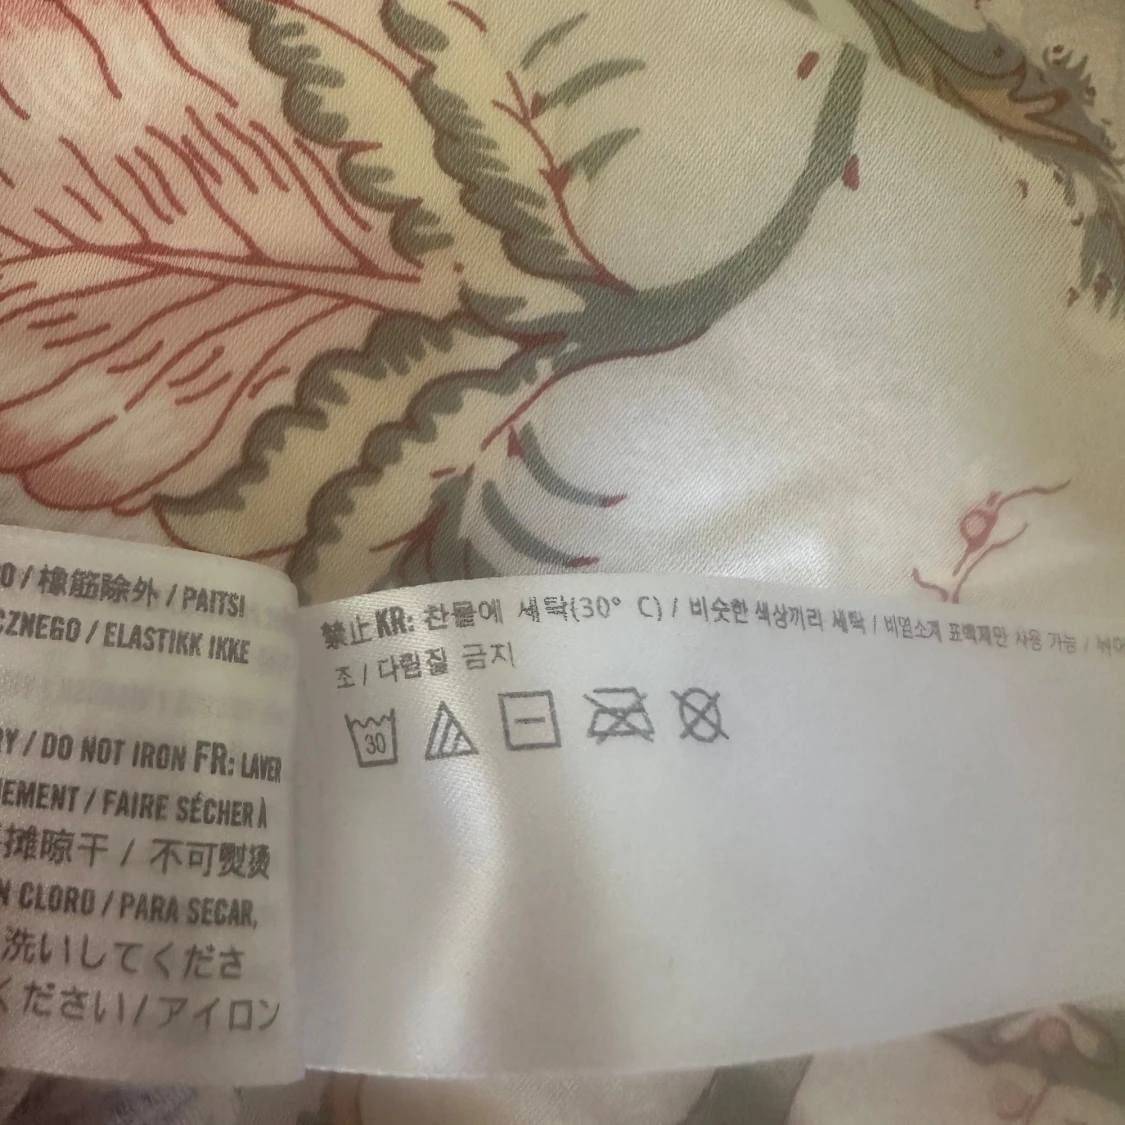 O / 橡筋除外 / PAITSI
CZNEGO / ELASTIKK IKKE
RY / DO NOT IRON FR: LAVER
NEMENT / FAIRE SÉCHER À
摊晾干 / 不可熨烫
N CLORO / PARA SECAR,
洗いしてくださ
ください/アイロン
禁止 KR: 찬물에 세탁(30° C) / 비슷한 색상끼리 세탁 / 비염소계 표백제만 사용 가능 / 뉘어
조 / 다림질 금지
30